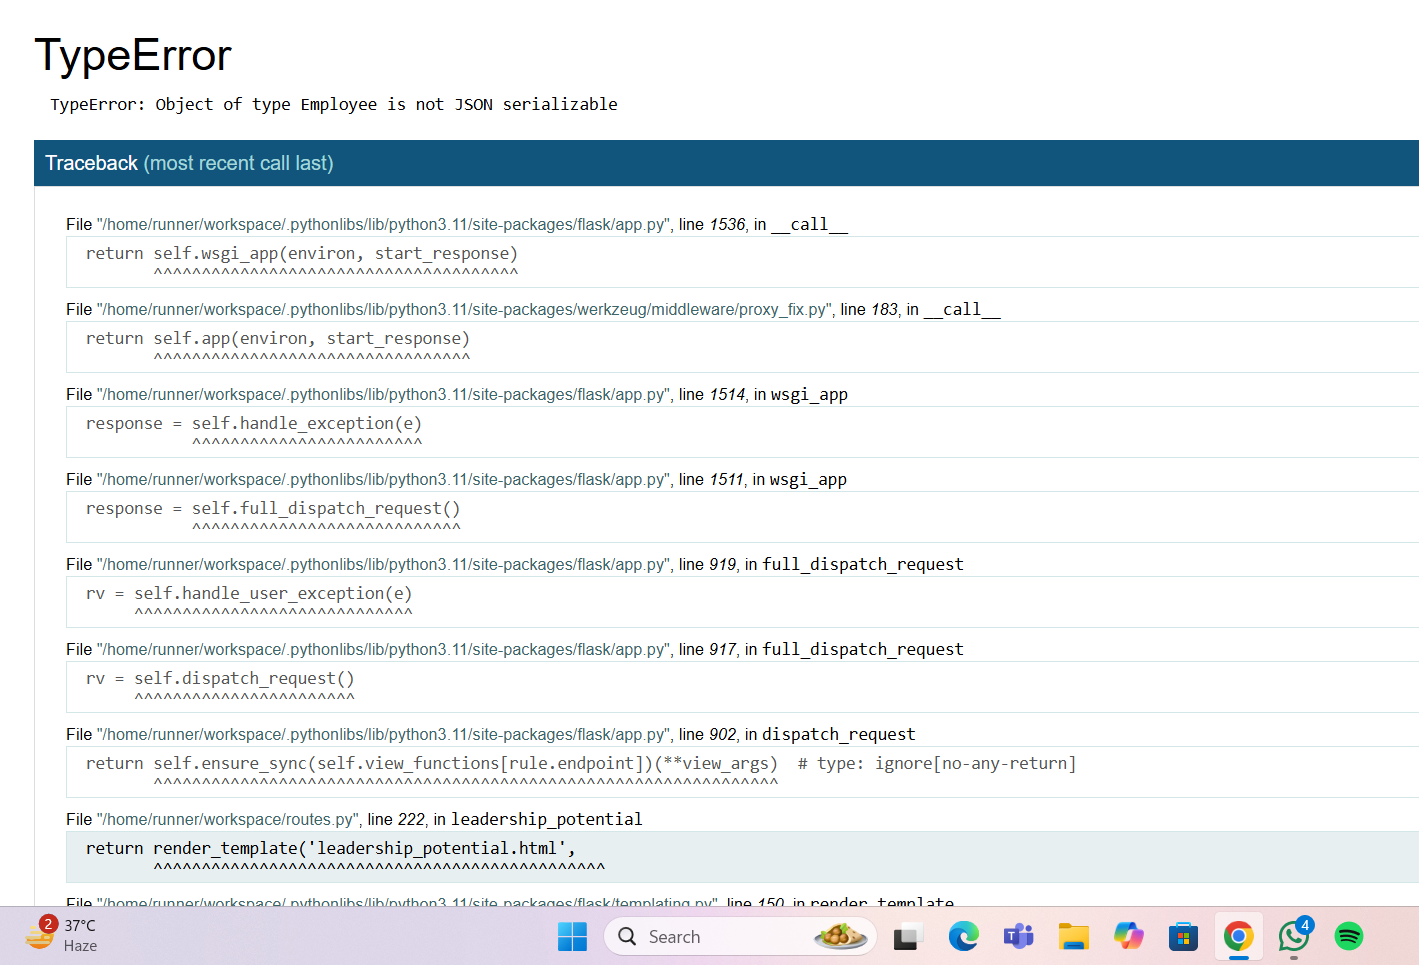 TypeError
TypeError: Object of type Employee is not JSON serializable
Traceback (most recent call last)
File "/home/runner/workspace/.pythonlibs/lib/python3.11/site-packages/flask/app.py", line 1536, in __call__
return self.wsgi_app(environ, start_response)
^^^^^^^^^^^^^^^^^^^^^^^^^^^^^^^^^^^^^^
File "/home/runner/workspace/.pythonlibs/lib/python3.11/site-packages/werkzeug/middleware/proxy_fix.py", line 183, in __call__
return self.app(environ, start_response)
^^^^^^^^^^^^^^^^^^^^^^^^^^^^^^^^^
File "/home/runner/workspace/.pythonlibs/lib/python3.11/site-packages/flask/app.py", line 1514, in wsgi_app
response = self.handle_exception(e)
^^^^^^^^^^^^^^^^^^^^^^^^
File "/home/runner/workspace/.pythonlibs/lib/python3.11/site-packages/flask/app.py", line 1511, in wsgi_app
response = self.full_dispatch_request()
^^^^^^^^^^^^^^^^^^^^^^^^^^^^
File "/home/runner/workspace/.pythonlibs/lib/python3.11/site-packages/flask/app.py", line 919, in full_dispatch_request
rv = self.handle_user_exception(e)
^^^^^^^^^^^^^^^^^^^^^^^^^^^^^
File "/home/runner/workspace/.pythonlibs/lib/python3.11/site-packages/flask/app.py", line 917, in full_dispatch_request
rv = self.dispatch_request()
^^^^^^^^^^^^^^^^^^^^^^^
File "/home/runner/workspace/.pythonlibs/lib/python3.11/site-packages/flask/app.py", line 902, in dispatch_request
return self.ensure_sync(self.view_functions[rule.endpoint])(**view_args)  # type: ignore[no-any-return]
^^^^^^^^^^^^^^^^^^^^^^^^^^^^^^^^^^^^^^^^^^^^^^^^^^^^^^^^^^^^^^^^^
File "/home/runner/workspace/routes.py", line 222, in leadership_potential
return render_template('leadership_potential.html',
^^^^^^^^^^^^^^^^^^^^^^^^^^^^^^^^^^^^^^^^^^^^^^^
File "/home/runner/workspace/.pythonlibs/lib/python3.11/site-packages/flask/templating.py", line 150, in render_template
2
37°C
Haze
Search
4